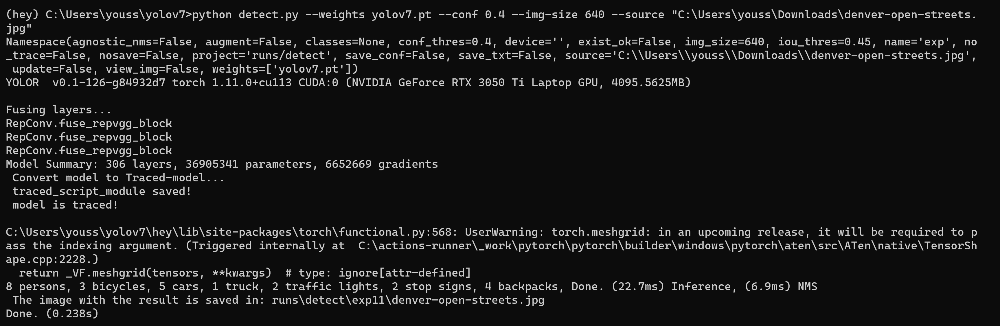 (hey) C:\Users\youss\yolov7>python detect.py --weights yolov7.pt --conf 0.4 --img-size 640 --source "C:\Users\youss\Downloads\denver-open-streets.
jpg"
Namespace(agnostic_nms=False, augment=False, classes=None, conf_thres=0.4, device='', exist_ok=False, img_size=640, iou_thres=0.45, name='exp', no
_trace=False, nosave=False, project='runs/detect', save_conf=False, save_txt=False, source='C:\\Users\\youss\\Downloads\\denver-open-streets.jpg',
 update=False, view_img=False, weights=['yolov7.pt'])
YOLOR  v0.1-126-g84932d7 torch 1.11.0+cu113 CUDA:0 (NVIDIA GeForce RTX 3050 Ti Laptop GPU, 4095.5625MB)
Fusing layers...
RepConv.fuse_repvgg_block
RepConv.fuse_repvgg_block
RepConv.fuse_repvgg_block
Model Summary: 306 layers, 36905341 parameters, 6652669 gradients
 Convert model to Traced-model...
 traced_script_module saved!
 model is traced!
C:\Users\youss\yolov7\hey\lib\site-packages\torch\functional.py:568: UserWarning: torch.meshgrid: in an upcoming release, it will be required to p
ass the indexing argument. (Triggered internally at  C:\actions-runner\_work\pytorch\pytorch\builder\windows\pytorch\aten\src\ATen\native\TensorSh
ape.cpp:2228.)
  return _VF.meshgrid(tensors, **kwargs)  # type: ignore[attr-defined]
8 persons, 3 bicycles, 5 cars, 1 truck, 2 traffic lights, 2 stop signs, 4 backpacks, Done. (22.7ms) Inference, (6.9ms) NMS
 The image with the result is saved in: runs\detect\exp11\denver-open-streets.jpg
Done. (0.238s)